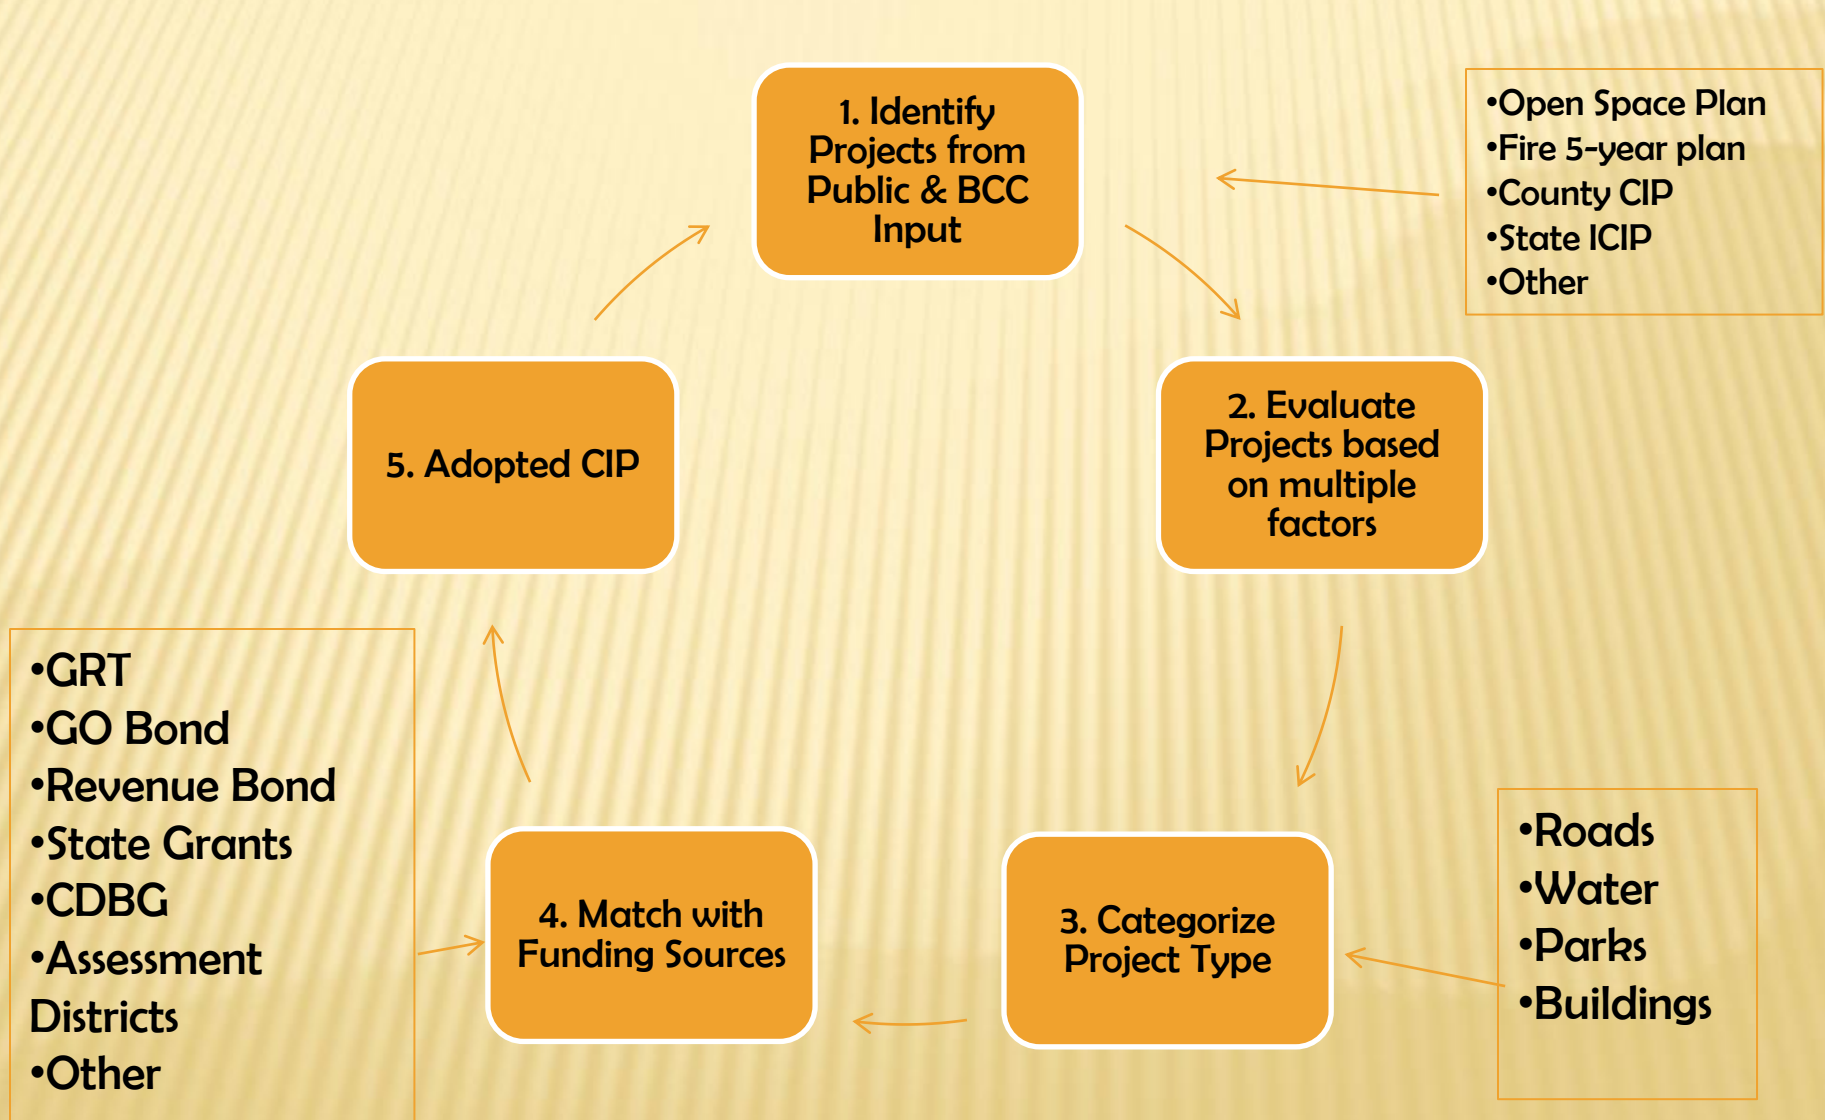 1. Identify
Projects from
Public & BCC
Input
•Open Space Plan
•Fire 5-year plan
•County CIP
•State ICIP
•Other
2. Evaluate
Projects based
on multiple
factors
3. Categorize
Project Type
•Roads
•Water
•Parks
•Buildings
4. Match with
Funding Sources
•GRT
•GO Bond
•Revenue Bond
•State Grants
•CDBG
•Assessment
Districts
•Other
5. Adopted CIP